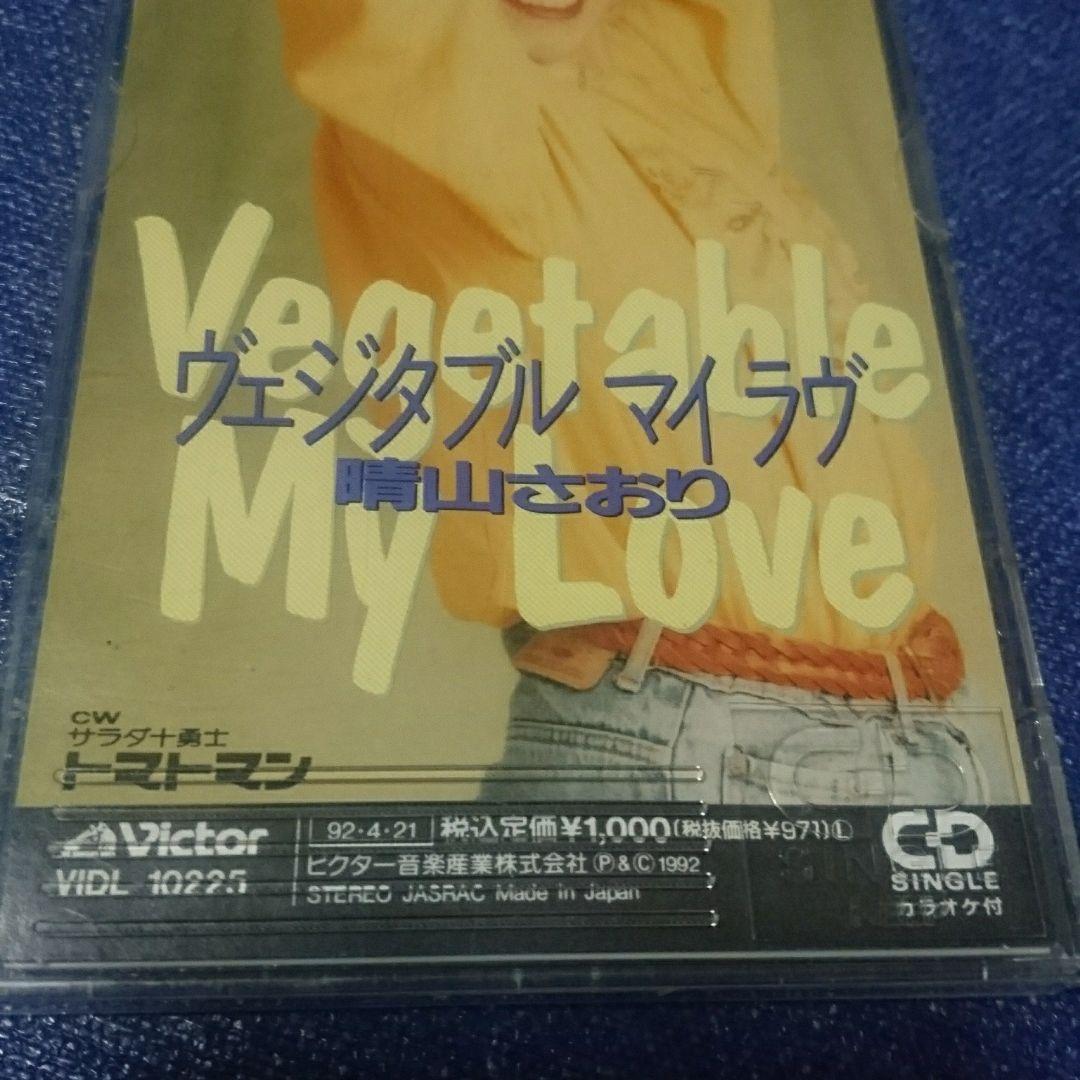 Vegetable
ヴェジタブル マイ ラヴ
My Love
晴山さおり
CW
サラダ十勇士
トマトマン
Victor
VIDL 10225
92・4・21 税込定価¥1,000(税抜価格¥971)Ⓛ
ビクター音楽産業株式会社 Ⓟ&Ⓒ 1992
STEREO JASRAC Made in Japan
CD
SINGLE
カラオケ付